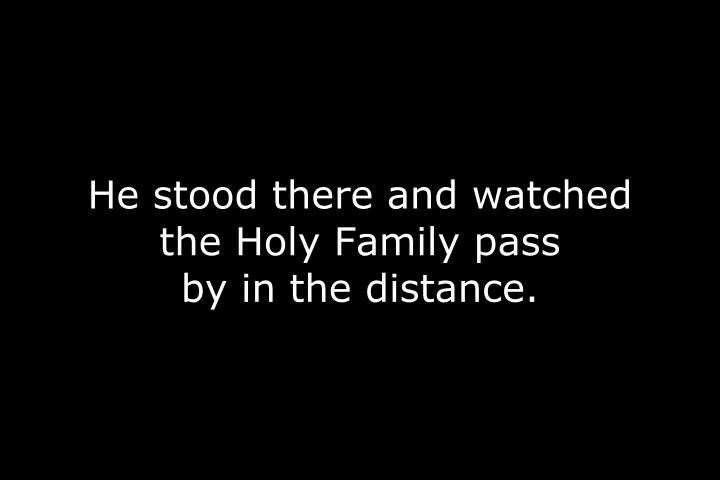 He stood there and watched
the Holy Family pass
by in the distance.